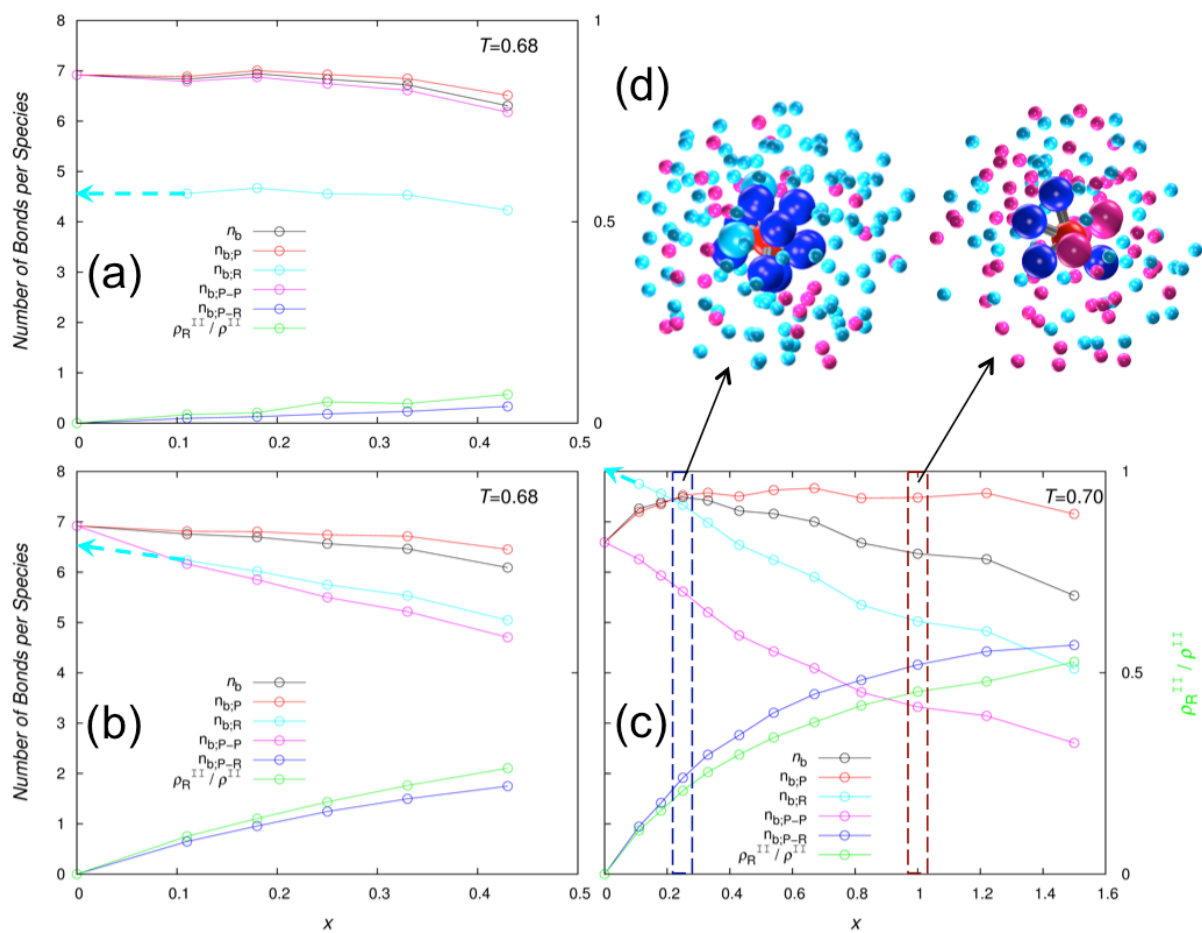 8
7
6
5
4
3
2
1
0
Number of Bonds per Species
T=0.68
1
0.5
0
(a)
n_b
n_b;P
n_b;R
n_b;P–P
n_b;P–R
ρ_R^II / ρ^II
0
0.1
0.2
0.3
0.4
0.5
(d)
8
7
6
5
4
3
2
1
0
Number of Bonds per Species
T=0.68
(b)
n_b
n_b;P
n_b;R
n_b;P–P
n_b;P–R
ρ_R^II / ρ^II
0
0.1
0.2
0.3
0.4
0.5
x
T=0.70
1
0.5
0
ρ_R^II / ρ^II
(c)
n_b
n_b;P
n_b;R
n_b;P–P
n_b;P–R
ρ_R^II / ρ^II
0
0.2
0.4
0.6
0.8
1
1.2
1.4
1.6
x